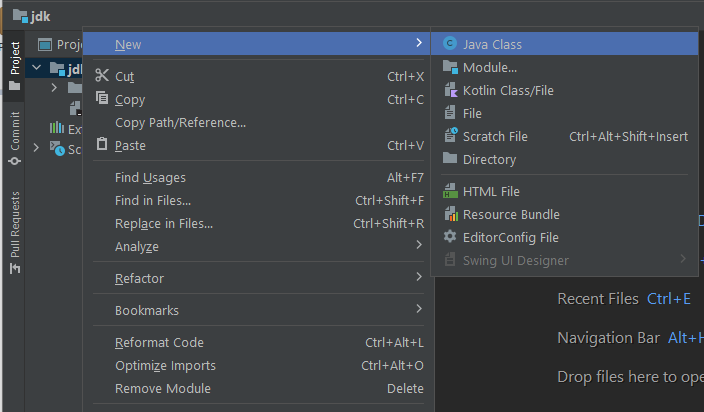 jdk
Project
Commit
Pull Requests
Proje
jdk
Ext
Sc
New
Cut Ctrl+X
Copy Ctrl+C
Copy Path/Reference...
Paste Ctrl+V
Find Usages Alt+F7
Find in Files... Ctrl+Shift+F
Replace in Files... Ctrl+Shift+R
Analyze
Refactor
Bookmarks
Reformat Code Ctrl+Alt+L
Optimize Imports Ctrl+Alt+O
Remove Module Delete
Java Class
Module...
Kotlin Class/File
File
Scratch File Ctrl+Alt+Shift+Insert
Directory
HTML File
Resource Bundle
EditorConfig File
Swing UI Designer
Recent Files Ctrl+E
Navigation Bar Alt+H
Drop files here to ope